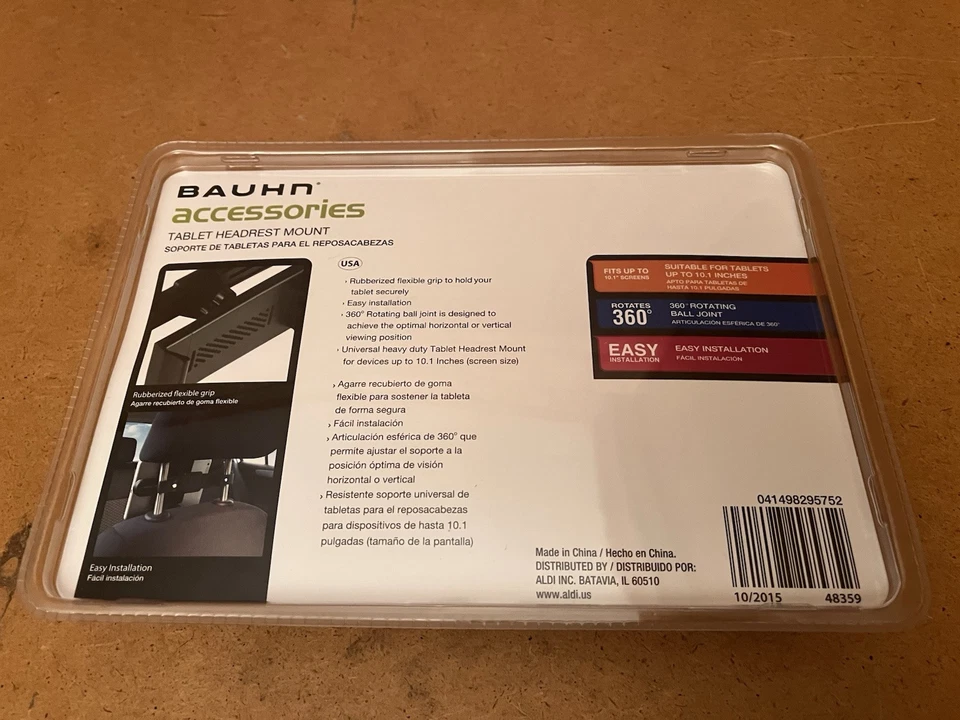 BAUHN®
accessories
TABLET HEADREST MOUNT
SOPORTE DE TABLETAS PARA EL REPOSACABEZAS
Rubberized flexible grip
Agarre recubierto de goma flexible
Easy Installation
Fácil instalación
USA
› Rubberized flexible grip to hold your
tablet securely
› Easy installation
› 360° Rotating ball joint is designed to
achieve the optimal horizontal or vertical
viewing position
› Universal heavy duty Tablet Headrest Mount
for devices up to 10.1 Inches (screen size)
› Agarre recubierto de goma
flexible para sostener la tableta
de forma segura
› Fácil instalación
› Articulación esférica de 360° que
permite ajustar el soporte a la
posición óptima de visión
horizontal o vertical
› Resistente soporte universal de
tabletas para el reposacabezas
para dispositivos de hasta 10.1
pulgadas (tamaño de la pantalla)
FITS UP TO
10.1" SCREENS
SUITABLE FOR TABLETS
UP TO 10.1 INCHES
APTO PARA TABLETAS DE
HASTA 10.1 PULGADAS
ROTATES
360°
360° ROTATING
BALL JOINT
ARTICULACIÓN ESFÉRICA DE 360°
EASY
INSTALLATION
EASY INSTALLATION
FÁCIL INSTALACIÓN
Made in China / Hecho en China.
DISTRIBUTED BY / DISTRIBUIDO POR:
ALDI INC. BATAVIA, IL 60510
www.aldi.us
041498295752
10/2015 48359